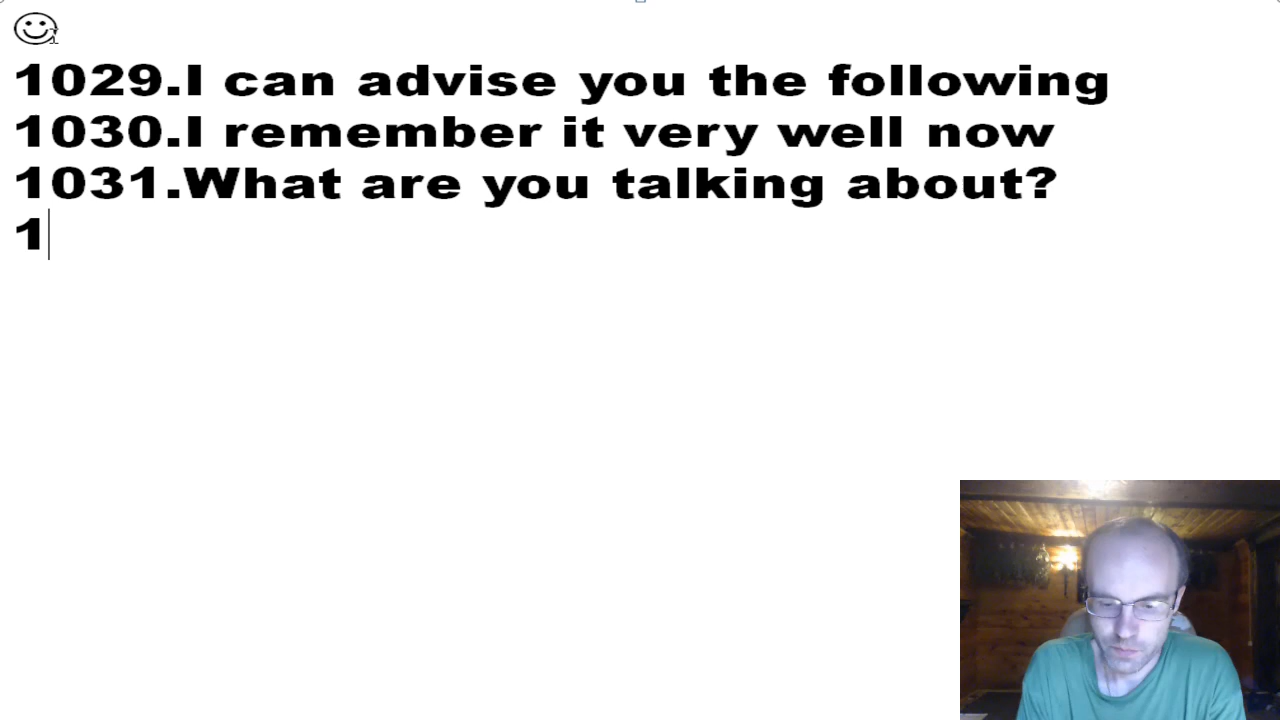 1029.I can advise you the following
1030.I remember it very well now
1031.What are you talking about?
1